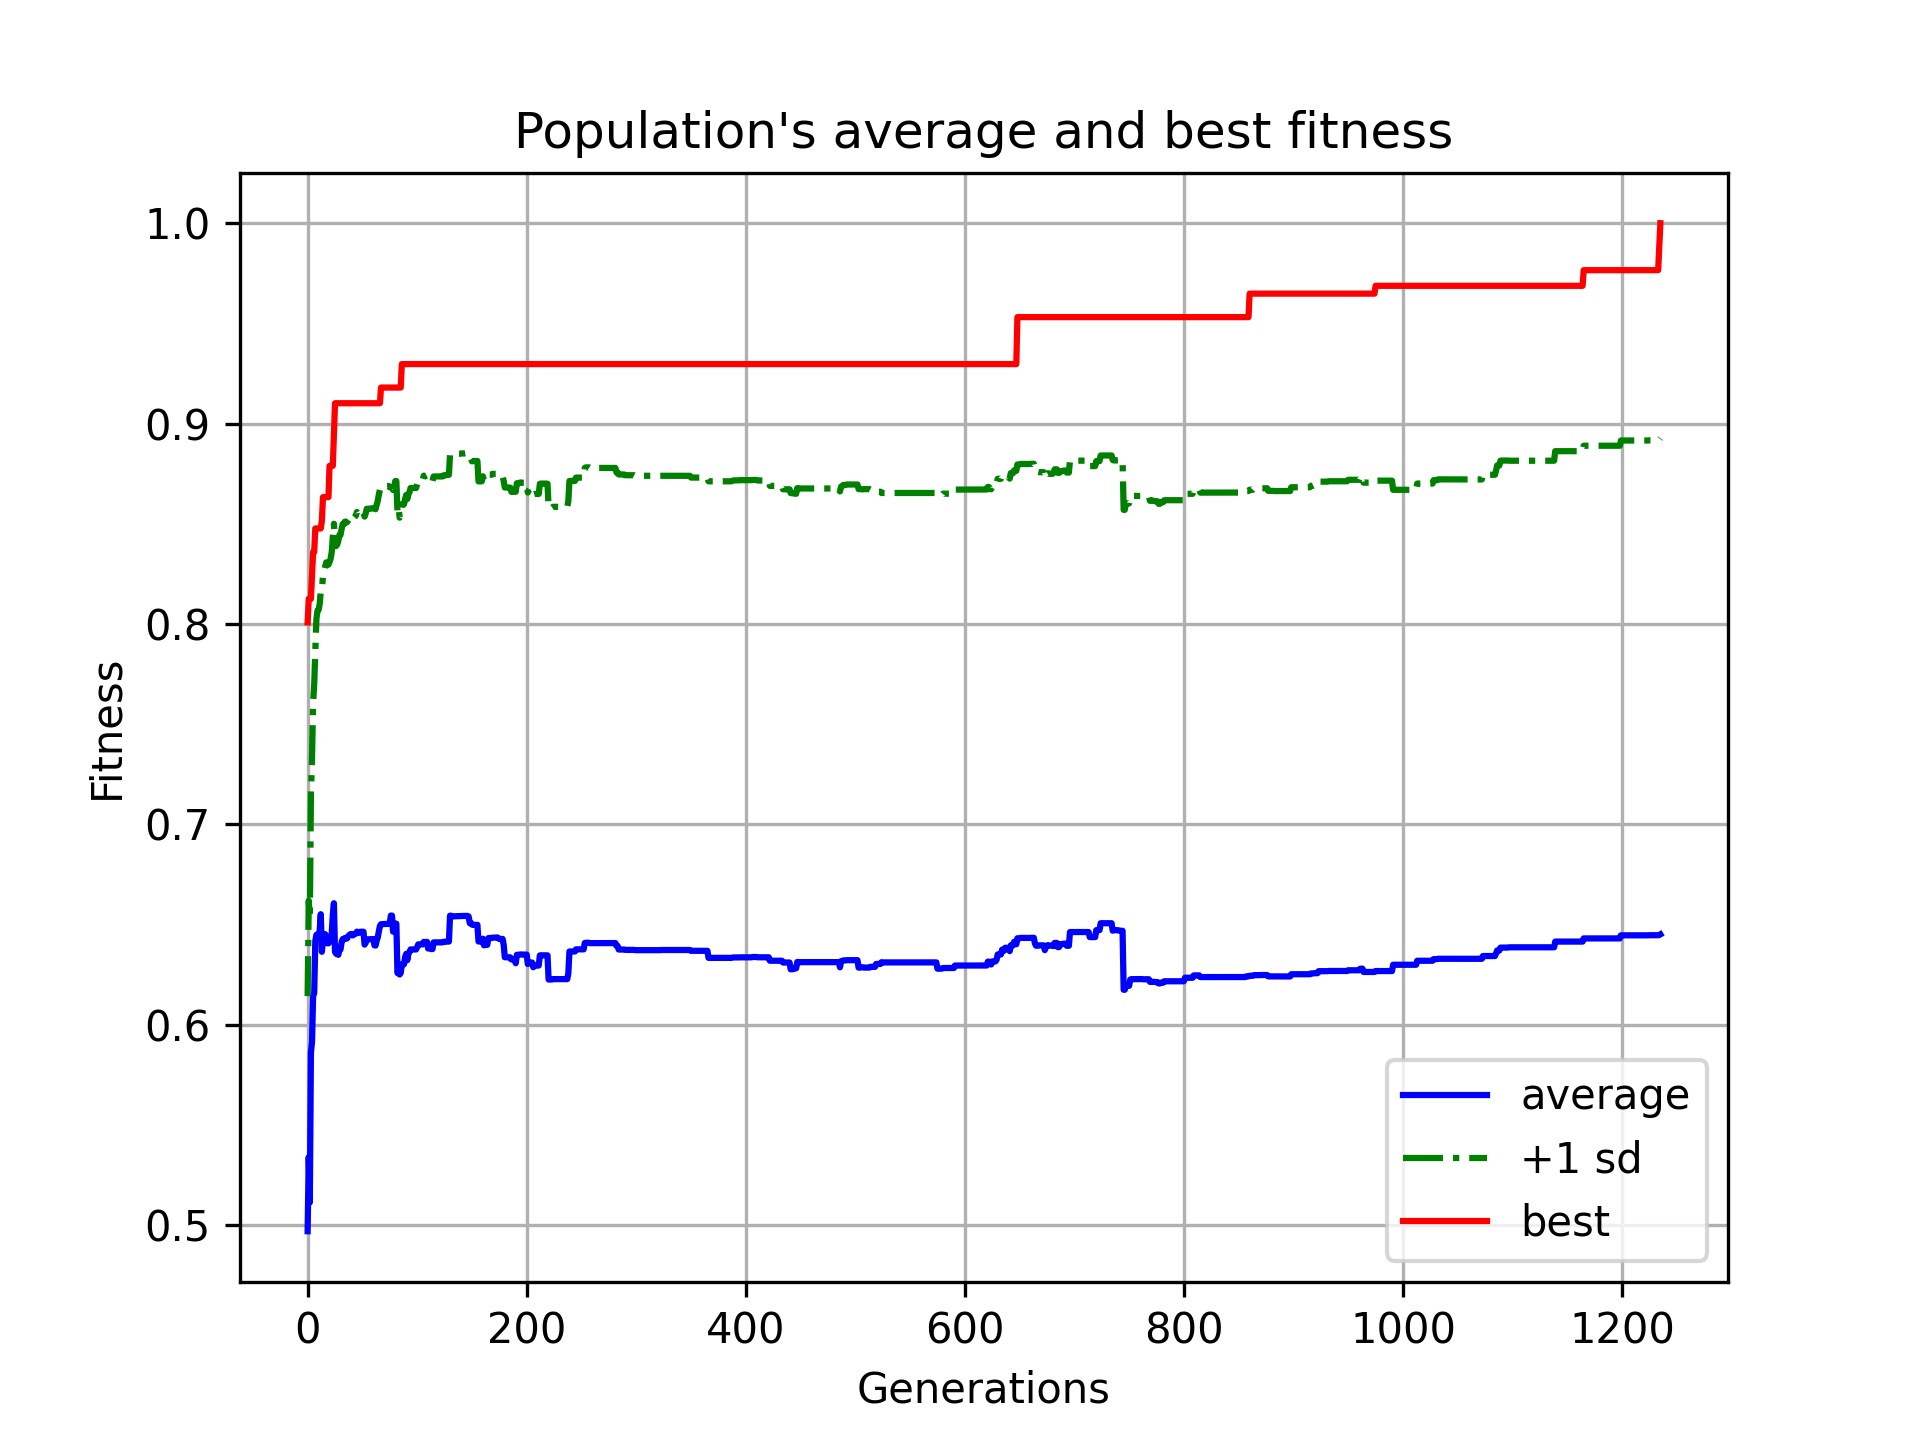 Population's average and best fitness
1.0
0.9
0.8
0.7
0.6
0.5
Fitness
0 200 400 600 800 1000 1200
Generations
average
+1 sd
best